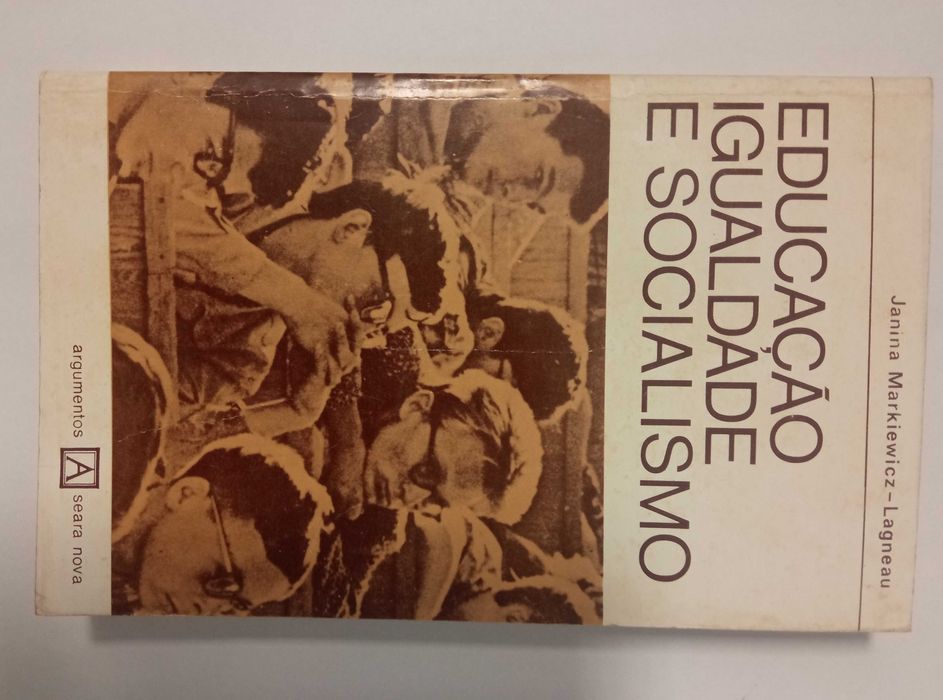 Janina Markiewicz-Lagneau
EDUCAÇÃO
IGUALDADE
E SOCIALISMO
argumentos A seara nova